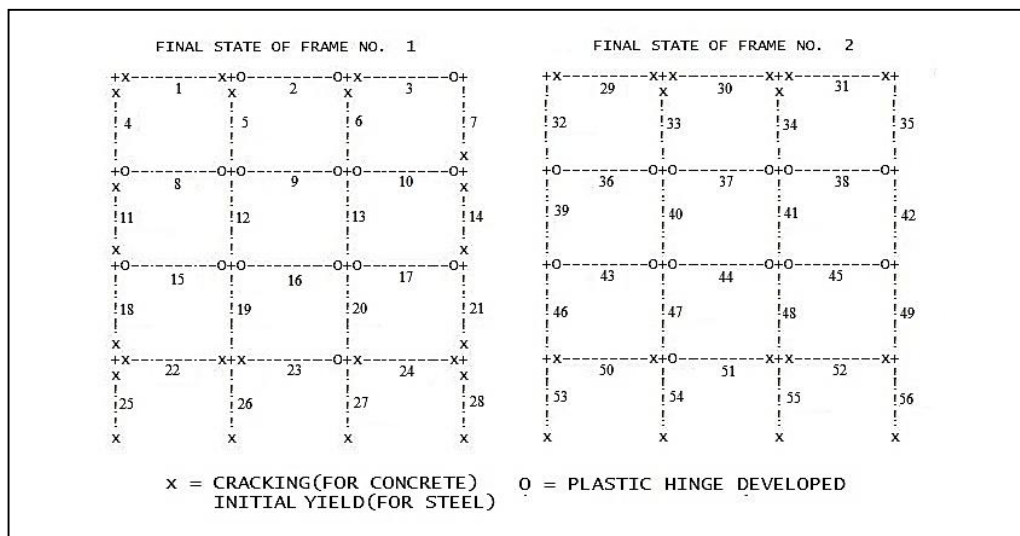 FINAL STATE OF FRAME NO. 1
+x--------x+O--------O+x--------O+
1 2 3
x x x
!4 !5 !6 !7
x
+O--------O+O--------O+O--------O+
8 9 10
x x
!11 !12 !13 !14
x x
+O--------O+O--------O+O--------O+
15 16 17
!18 !19 !20 !21
x x
+x--------x+x--------O+x--------x+
22 23 24
x x
!25 !26 !27 !28
x x x x
FINAL STATE OF FRAME NO. 2
+x--------x+x--------x+x--------x+
29 30 31
x x
!32 !33 !34 !35
+O--------O+O--------O+O--------O+
36 37 38
!39 !40 !41 !42
+O--------O+O--------O+O--------O+
43 44 45
!46 !47 !48 !49
+x--------x+O--------x+x--------x+
50 51 52
!53 !54 !55 !56
x x x x
x = CRACKING(FOR CONCRETE)
INITIAL YIELD(FOR STEEL)
O = PLASTIC HINGE DEVELOPED